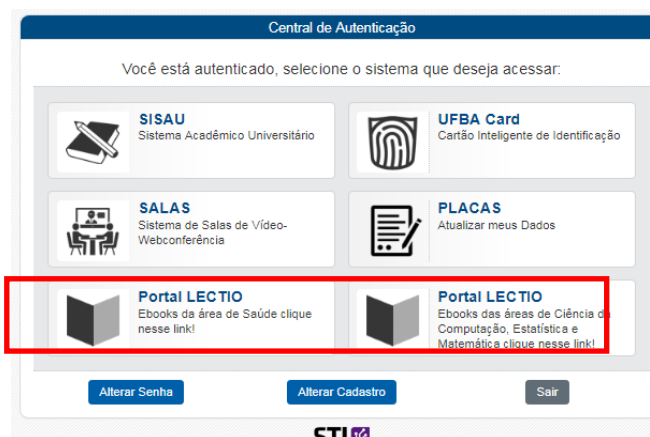 Central de Autenticação
Você está autenticado, selecione o sistema que deseja acessar:
SISAU
Sistema Acadêmico Universitário
UFBA Card
Cartão Inteligente de Identificação
SALAS
Sistema de Salas de Vídeo-
Webconferência
PLACAS
Atualizar meus Dados
Portal LECTIO
Ebooks da área de Saúde clique
nesse link!
Portal LECTIO
Ebooks das áreas de Ciência da
Computação, Estatística e
Matemática clique nesse link!
Alterar Senha
Alterar Cadastro
Sair
STI